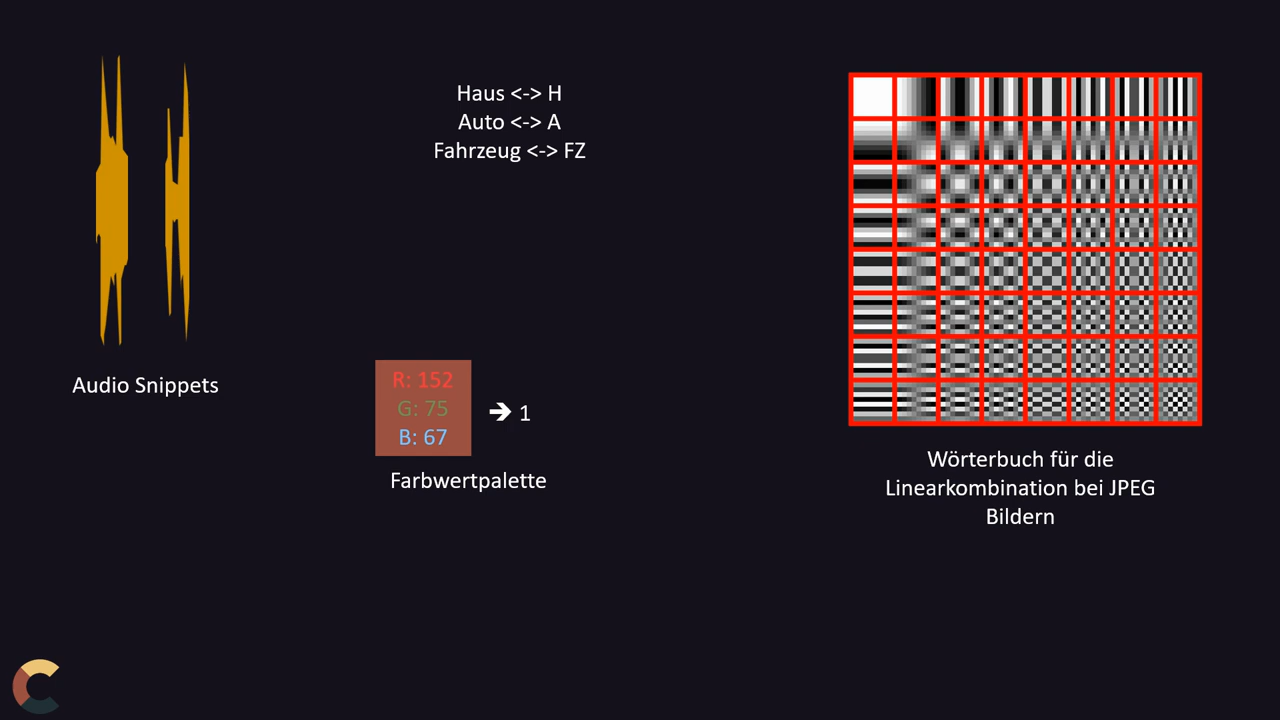 Haus <-> H
Auto <-> A
Fahrzeug <-> FZ
Audio Snippets
R: 152
G: 75
B: 67
➔ 1
Farbwertpalette
Wörterbuch für die
Linearkombination bei JPEG
Bildern